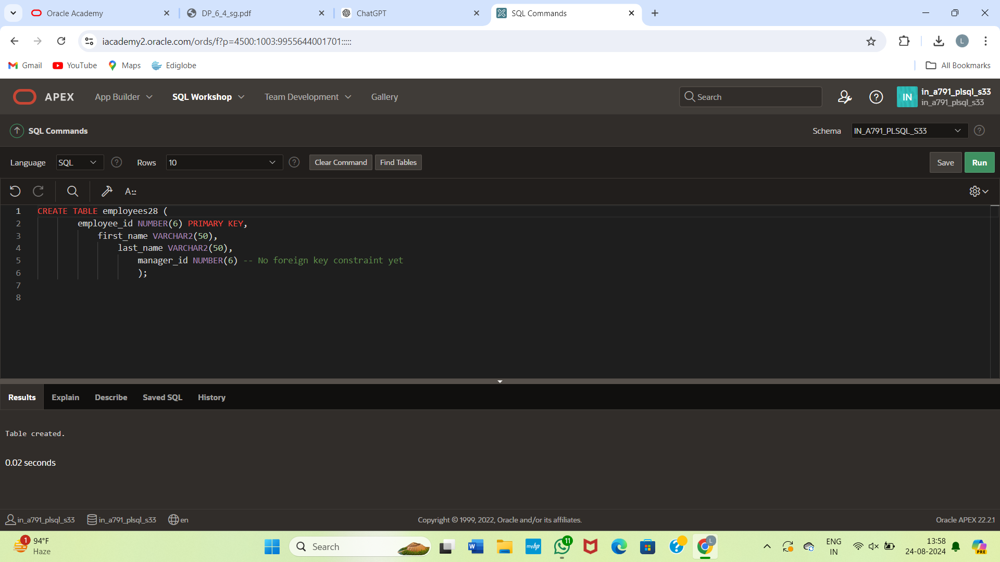 Oracle Academy
DP_6_4_sg.pdf
ChatGPT
SQL Commands
iacademy2.oracle.com/ords/f?p=4500:1003:9955644001701:::::
L
Gmail
YouTube
Maps
Ediglobe
All Bookmarks
APEX
App Builder
SQL Workshop
Team Development
Gallery
Search
IN
in_a791_plsql_s33
in_a791_plsql_s33
SQL Commands
Schema
IN_A791_PLSQL_S33
Language
SQL
Rows
10
Clear Command
Find Tables
Save
Run
A::
1 CREATE TABLE employees28 (
2 employee_id NUMBER(6) PRIMARY KEY,
3 first_name VARCHAR2(50),
4 last_name VARCHAR2(50),
5 manager_id NUMBER(6) -- No foreign key constraint yet
6 );
7
8
Results
Explain
Describe
Saved SQL
History
Table created.
0.02 seconds
in_a791_plsql_s33
in_a791_plsql_s33
en
Copyright © 1999, 2022, Oracle and/or its affiliates.
Oracle APEX 22.2.1
1
94°F
Haze
Search
W
myhp
11
L
ENG
IN
13:58
24-08-2024
PRE